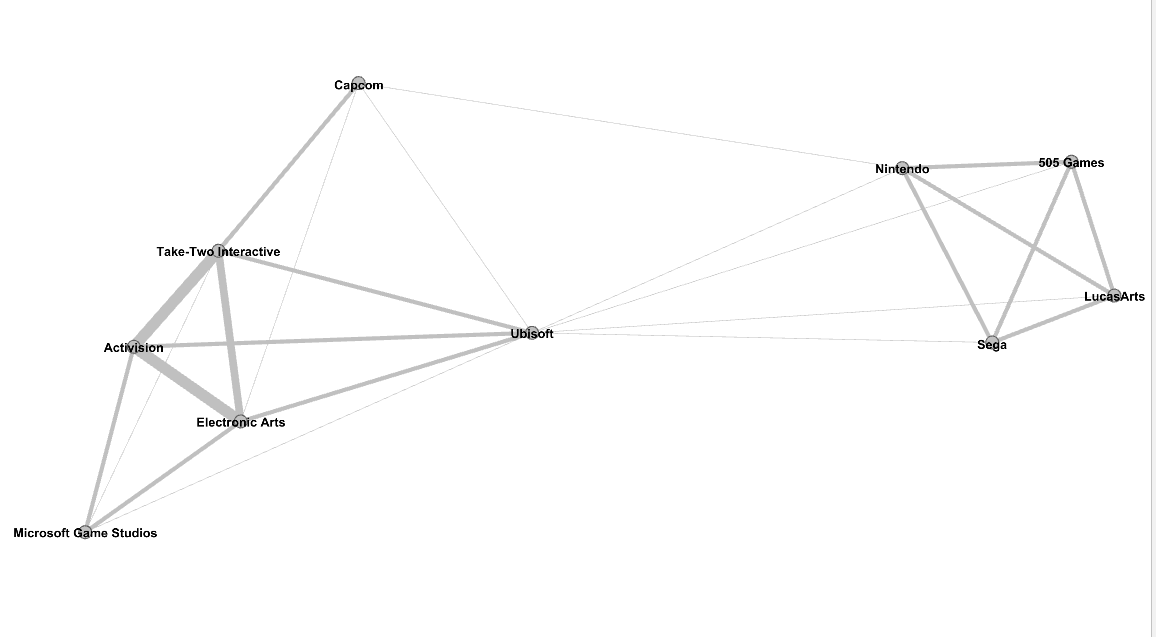 Capcom
Nintendo
505 Games
Take-Two Interactive
LucasArts
Ubisoft
Sega
Activision
Electronic Arts
Microsoft Game Studios